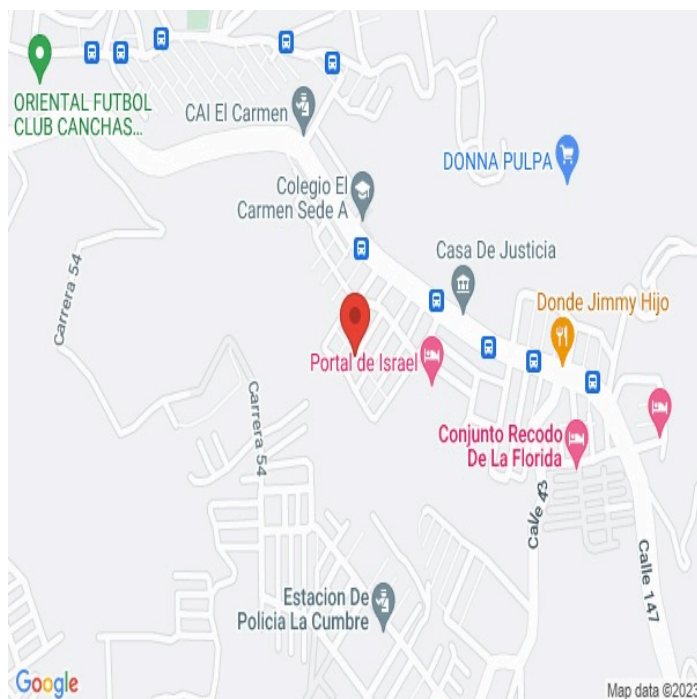 ORIENTAL FUTBOL
CLUB CANCHAS...
CAI El Carmen
DONNA PULPA
Colegio El
Carmen Sede A
Casa De Justicia
Carrera 54
Donde Jimmy Hijo
Portal de Israel
Carrera 54
Conjunto Recodo
De La Florida
Calle 43
Calle 147
Estacion De
Policia La Cumbre
Google
Map data ©2023